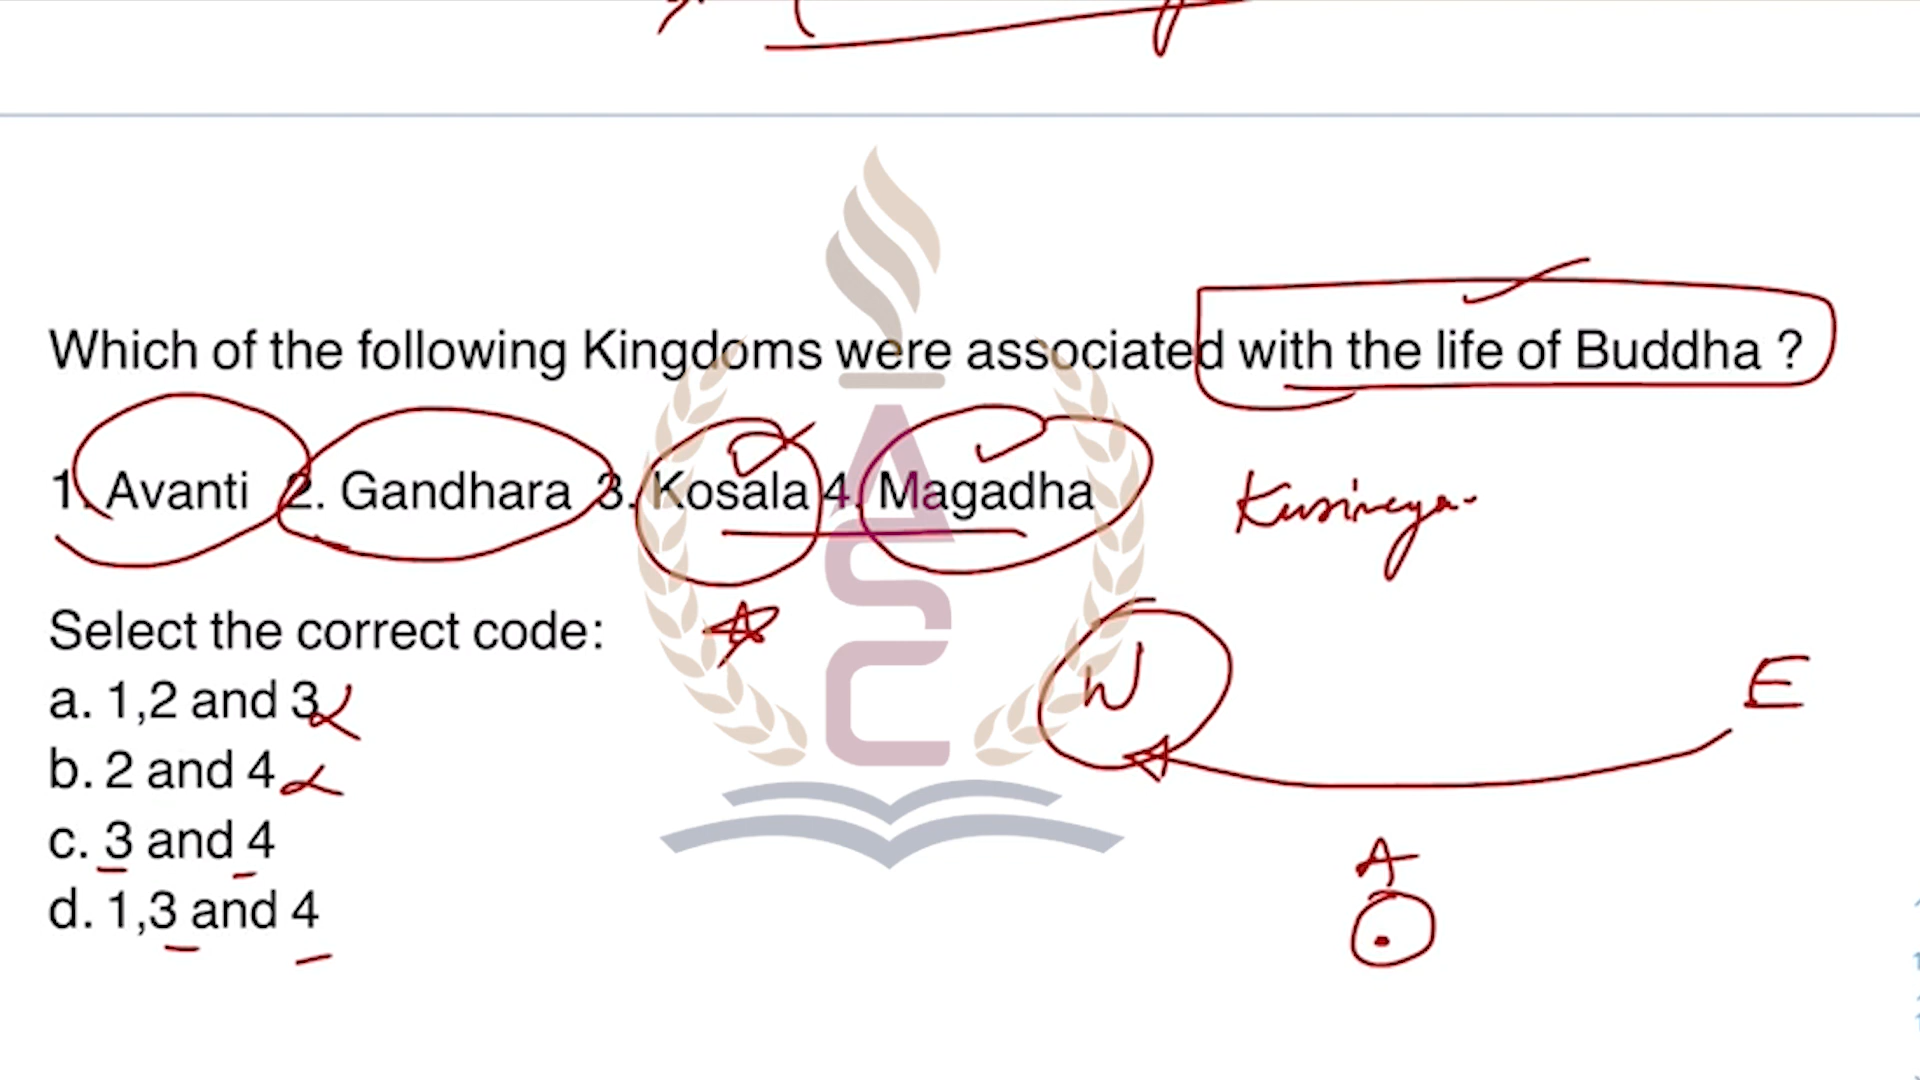 Which of the following Kingdoms were associated with the life of Buddha ?
1. Avanti 2. Gandhara 3. Kosala 4. Magadha
Select the correct code:
W
E
a. 1,2 and 3
b. 2 and 4
c. 3 and 4
A
d. 1,3 and 4
ASC